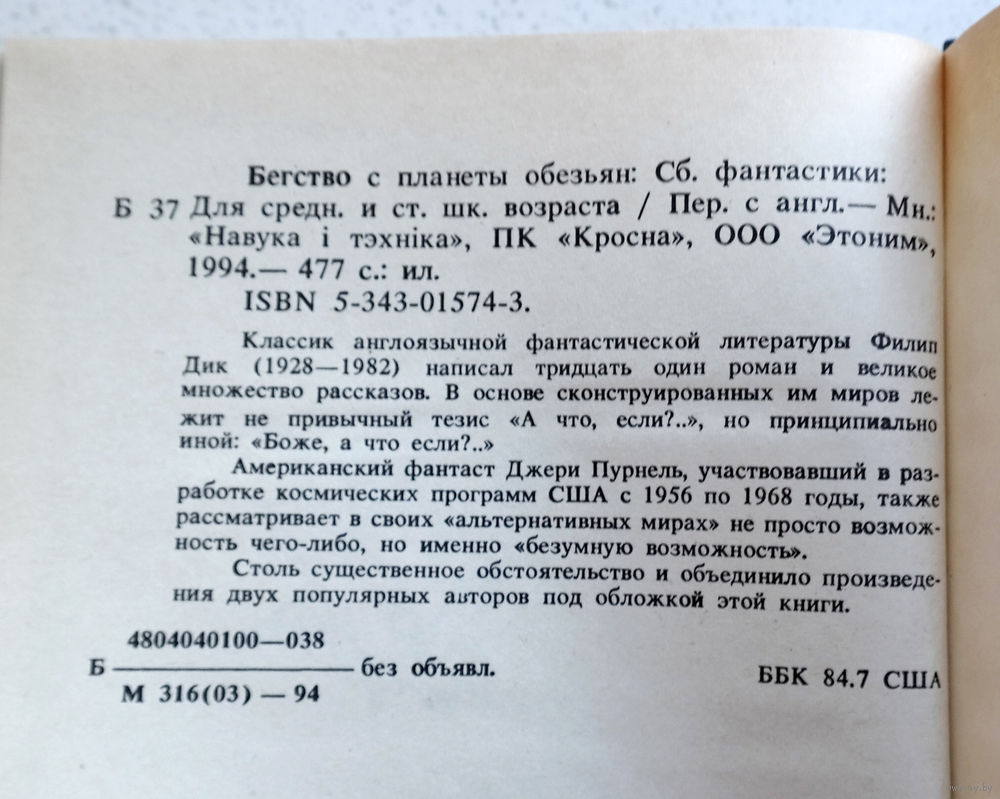 Бегство с планеты обезьян: Сб. фантастики:
Б 37 Для средн. и ст. шк. возраста / Пер. с англ.— Мн.:
«Навука і тэхніка», ПК «Кросна», ООО «Этоним»,
1994.— 477 с.: ил.
ISBN 5-343-01574-3.
Классик англоязычной фантастической литературы Филип
Дик (1928—1982) написал тридцать один роман и великое
множество рассказов. В основе сконструированных им миров ле-
жит не привычный тезис «А что, если?..», но принципиально
иной: «Боже, а что если?..»
Американский фантаст Джери Пурнель, участвовавший в раз-
работке космических программ США с 1956 по 1968 годы, также
рассматривает в своих «альтернативных мирах» не просто возмож-
ность чего-либо, но именно «безумную возможность».
Столь существенное обстоятельство и объединило произведе-
ния двух популярных авторов под обложкой этой книги.
4804040100—038
Б — без объявл.
М 316(03) — 94
ББК 84.7 США